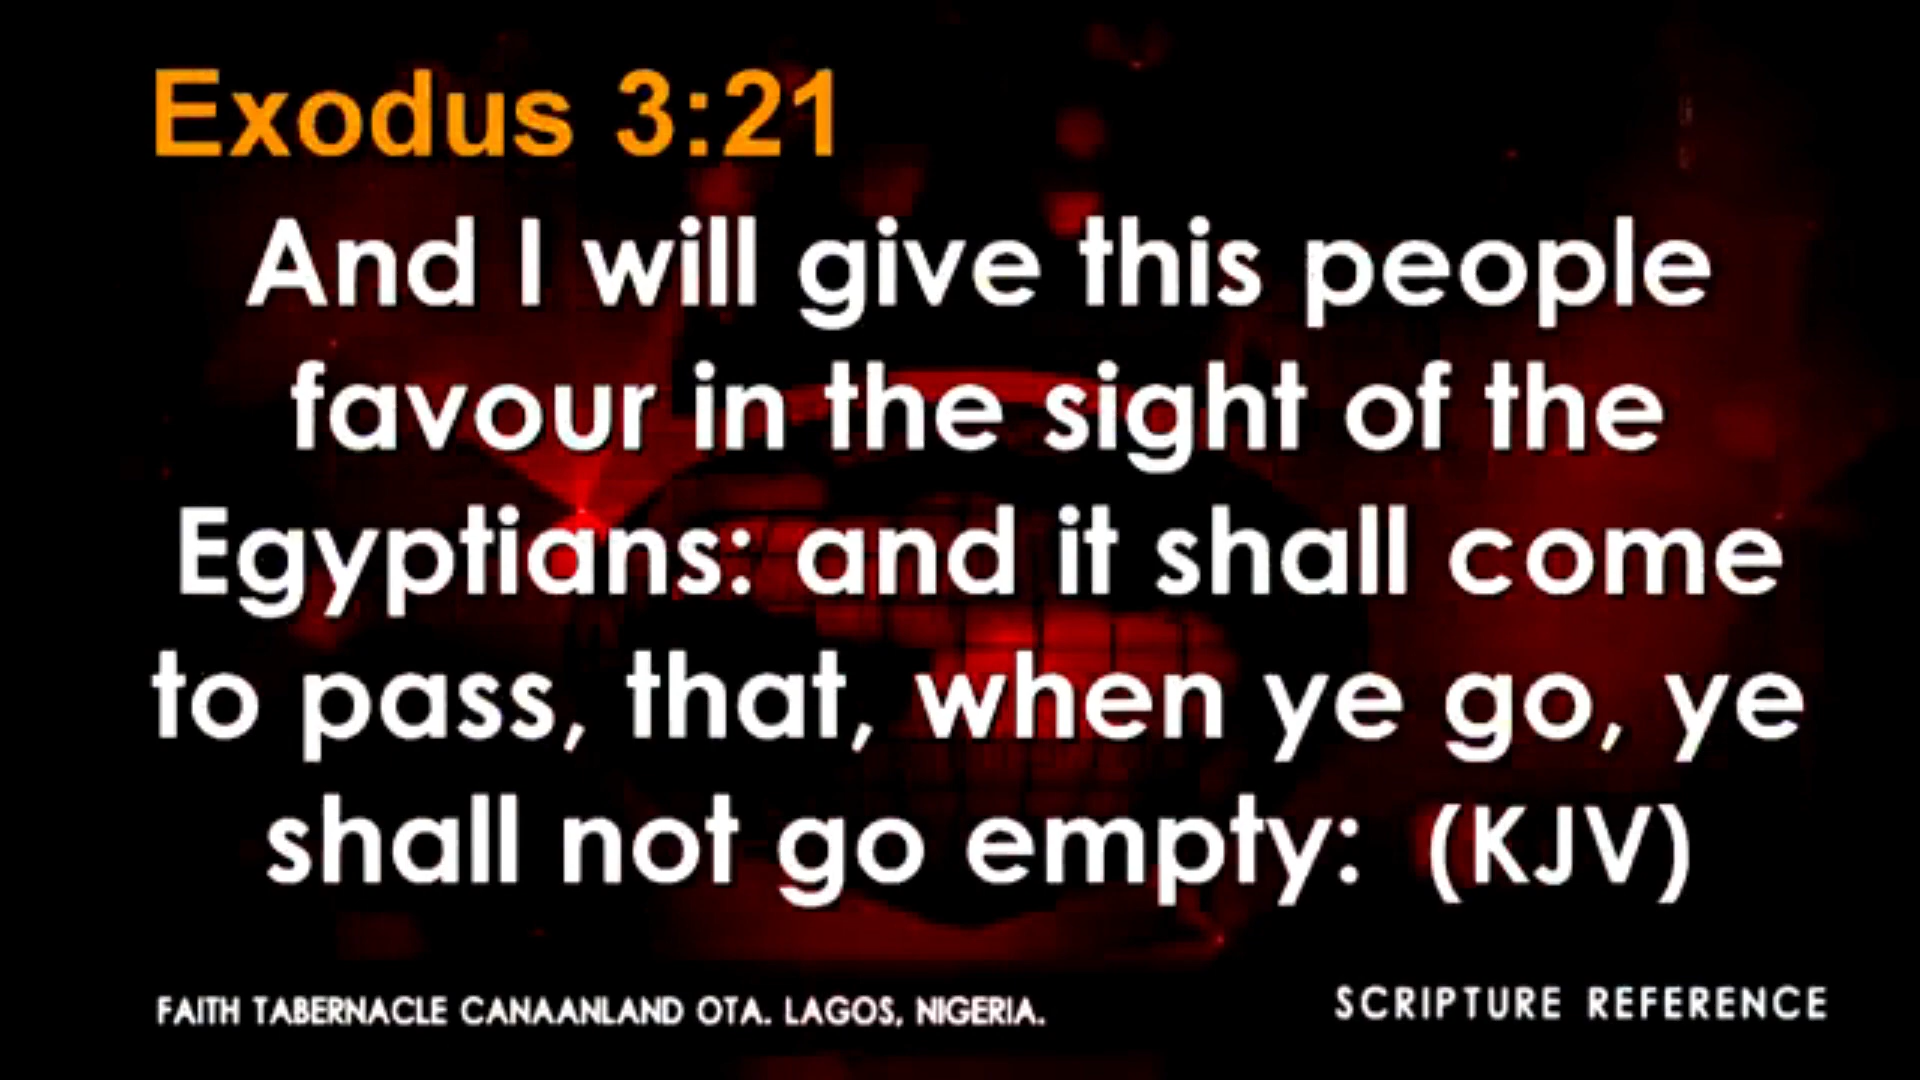 Exodus 3:21
And I will give this people
favour in the sight of the
Egyptians: and it shall come
to pass, that, when ye go, ye
shall not go empty: (KJV)
FAITH TABERNACLE CANAANLAND OTA. LAGOS, NIGERIA.
SCRIPTURE REFERENCE